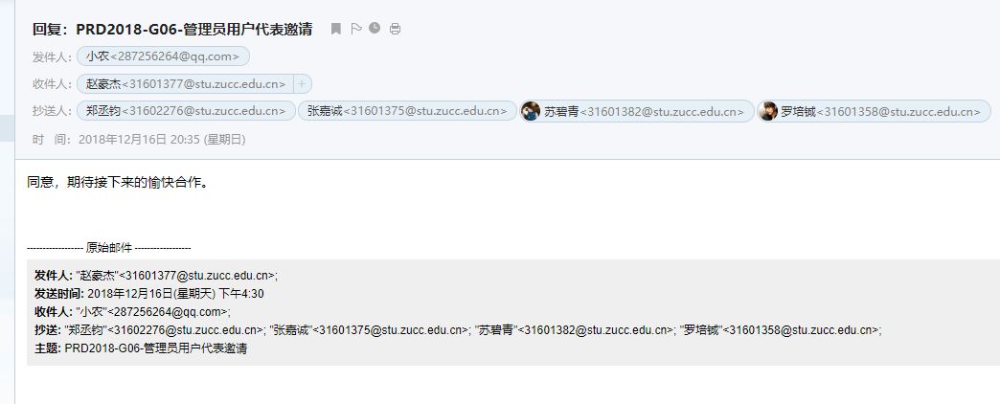 回复：PRD2018-G06-管理员用户代表邀请
发件人： 小农<287256264@qq.com>
收件人： 赵豪杰<31601377@stu.zucc.edu.cn> +
抄送人： 郑丞钧<31602276@stu.zucc.edu.cn> 张嘉诚<31601375@stu.zucc.edu.cn> 苏碧青<31601382@stu.zucc.edu.cn> 罗培铖<31601358@stu.zucc.edu.cn>
时 间： 2018年12月16日 20:35 (星期日)
同意，期待接下来的愉快合作。
------------------ 原始邮件 ------------------
发件人: "赵豪杰"<31601377@stu.zucc.edu.cn>;
发送时间: 2018年12月16日(星期天) 下午4:30
收件人: "小农"<287256264@qq.com>;
抄送: "郑丞钧"<31602276@stu.zucc.edu.cn>; "张嘉诚"<31601375@stu.zucc.edu.cn>; "苏碧青"<31601382@stu.zucc.edu.cn>; "罗培铖"<31601358@stu.zucc.edu.cn>;
主题: PRD2018-G06-管理员用户代表邀请